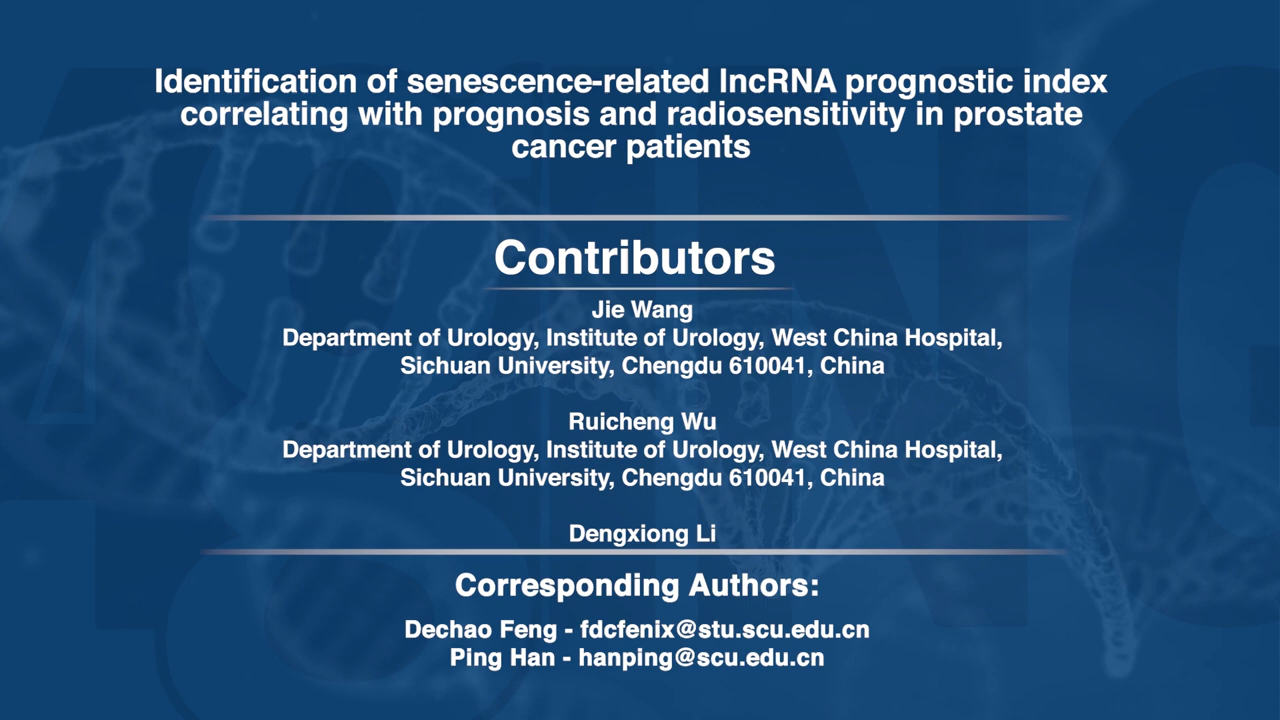 Identification of senescence-related lncRNA prognostic index
correlating with prognosis and radiosensitivity in prostate
cancer patients
Contributors
Jie Wang
Department of Urology, Institute of Urology, West China Hospital,
Sichuan University, Chengdu 610041, China
Ruicheng Wu
Department of Urology, Institute of Urology, West China Hospital,
Sichuan University, Chengdu 610041, China
Dengxiong Li
Corresponding Authors:
Dechao Feng - fdcfenix@stu.scu.edu.cn
Ping Han - hanping@scu.edu.cn